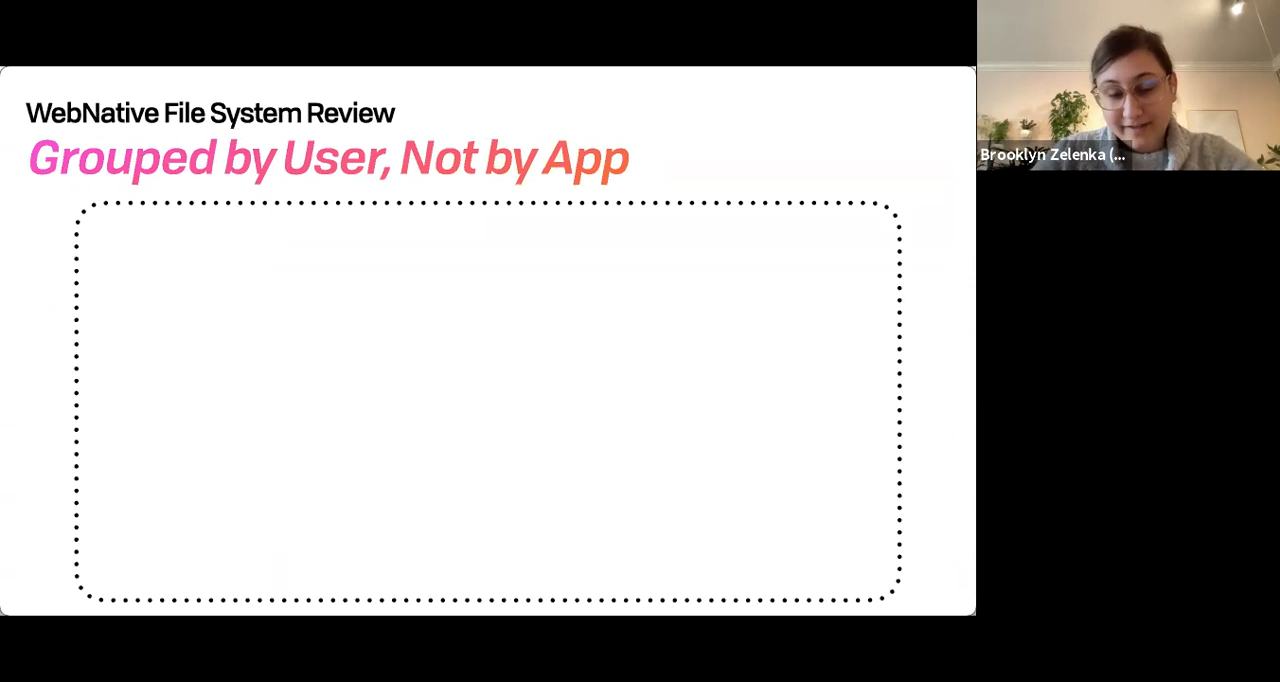 WebNative File System Review
Grouped by User, Not by App
Brooklyn Zelenka (...